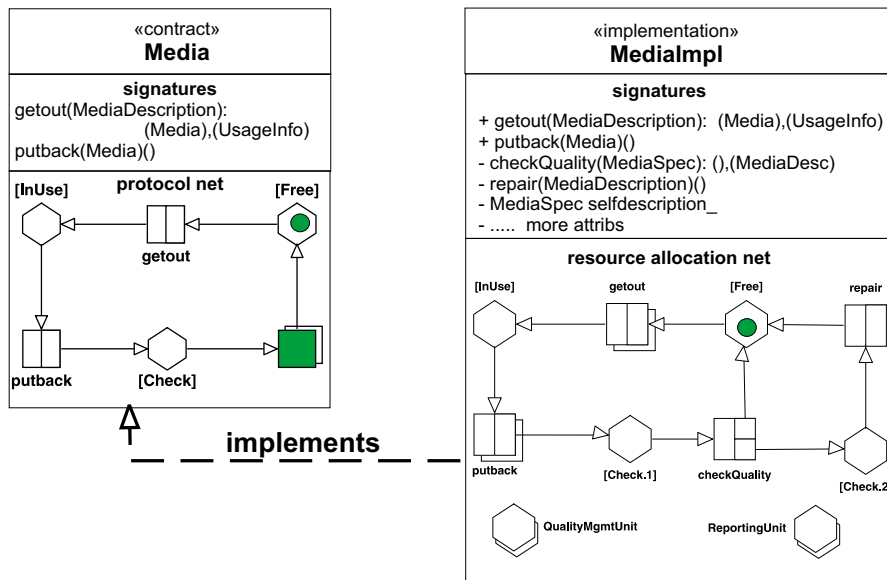 «contract»
Media
signatures
getout(MediaDescription):
(Media),(UsageInfo)
putback(Media)()
protocol net
[InUse]
[Free]
getout
putback
[Check]
implements
«implementation»
MediaImpl
signatures
+ getout(MediaDescription): (Media),(UsageInfo)
+ putback(Media)()
- checkQuality(MediaSpec): (),(MediaDesc)
- repair(MediaDescription)()
- MediaSpec selfdescription_
- ..... more attribs
resource allocation net
[InUse]
getout
[Free]
repair
putback
[Check.1]
checkQuality
[Check.2]
QualityMgmtUnit
ReportingUnit